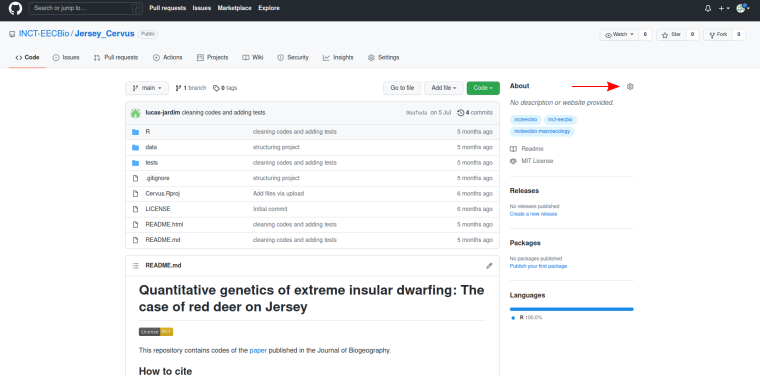 Search or jump to... /
Pull requests Issues Marketplace Explore
INCT-EECBio / Jersey_Cervus Public
Watch 0 Star 0 Fork 0
Code Issues Pull requests Actions Projects Wiki Security Insights Settings
main 1 branch 0 tags
Go to file Add file Code
lucas-jardim cleaning codes and adding tests on 5 Jul 4 commits
R cleaning codes and adding tests 5 months ago
data structuring project 5 months ago
tests cleaning codes and adding tests 5 months ago
.gitignore structuring project 5 months ago
Cervus.Rproj Add files via upload 6 months ago
LICENSE Initial commit 6 months ago
README.html cleaning codes and adding tests 5 months ago
README.md cleaning codes and adding tests 5 months ago
README.md
Quantitative genetics of extreme insular dwarfing: The
case of red deer on Jersey
License MIT
This repository contains codes of the paper published in the Journal of Biogeography.
How to cite
About
No description or website provided.
incteecbio inct-eecbio
incteecbio-macroecology
Readme
MIT License
Releases
No releases published
Create a new release
Packages
No packages published
Publish your first package
Languages
R 100.0%